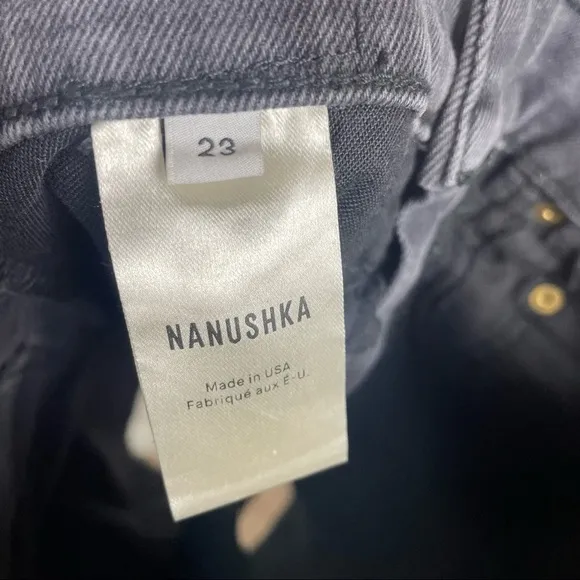 23
NANUSHKA
Made in USA
Fabriqué aux É-U.